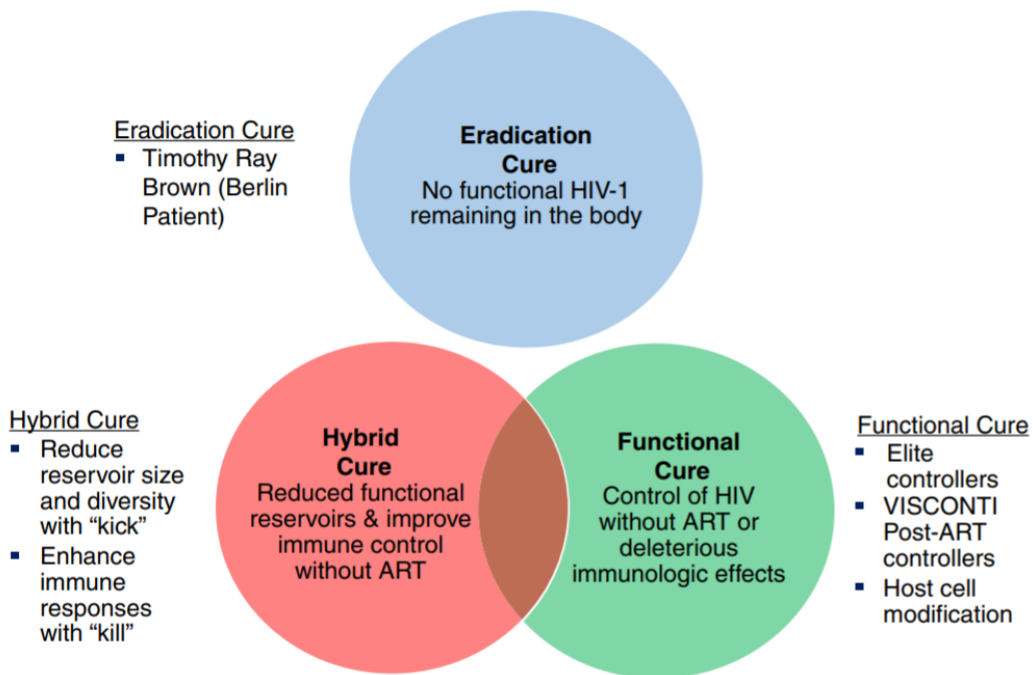 Eradication Cure
▪ Timothy Ray
Brown (Berlin
Patient)
Eradication
Cure
No functional HIV-1
remaining in the body
Hybrid Cure
▪ Reduce
reservoir size
and diversity
with “kick”
▪ Enhance
immune
responses
with “kill”
Hybrid
Cure
Reduced functional
reservoirs & improve
immune control
without ART
Functional
Cure
Control of HIV
without ART or
deleterious
immunologic effects
Functional Cure
▪ Elite
controllers
▪ VISCONTI
Post-ART
controllers
▪ Host cell
modification